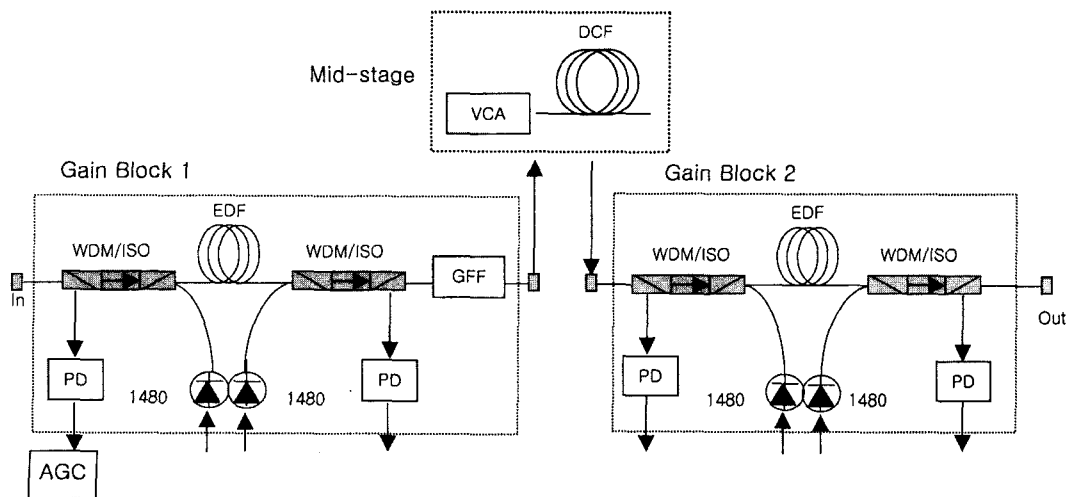 DCF
Mid-stage
VCA
Gain Block 1
Gain Block 2
EDF
EDF
WDM/ISO
WDM/ISO
WDM/ISO
WDM/ISO
GFF
In
Out
PD
PD
PD
PD
1480
1480
1480
1480
AGC